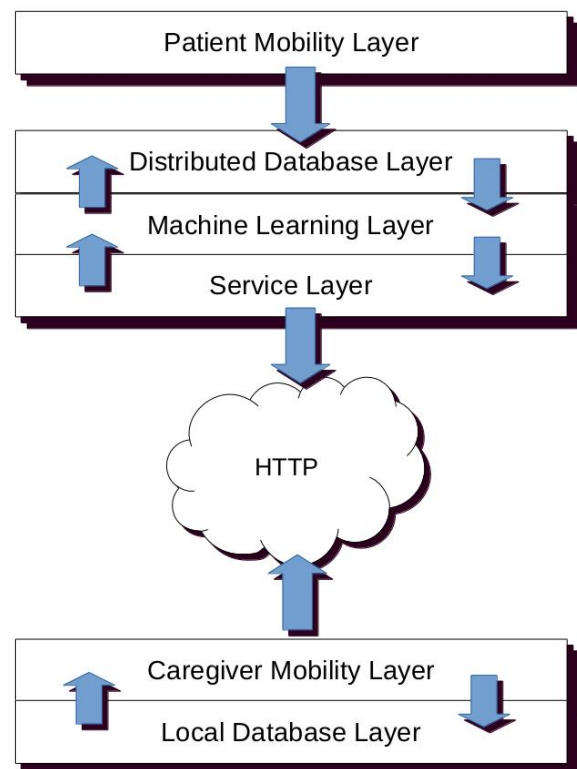 Patient Mobility Layer
Distributed Database Layer
Machine Learning Layer
Service Layer
HTTP
Caregiver Mobility Layer
Local Database Layer